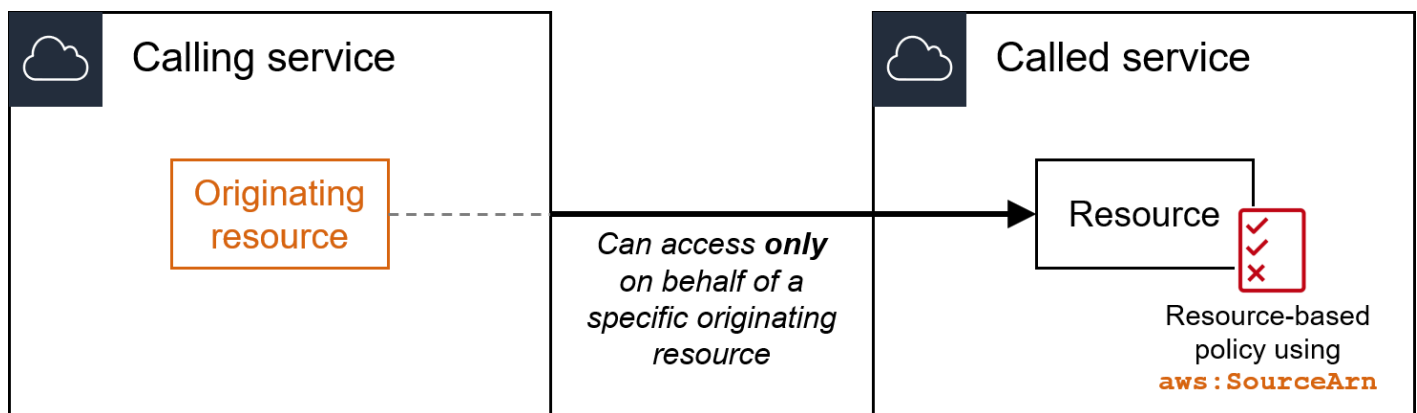 Calling service
Called service
Originating
resource
Can access only
on behalf of a
specific originating
resource
Resource
Resource-based
policy using
aws:SourceArn